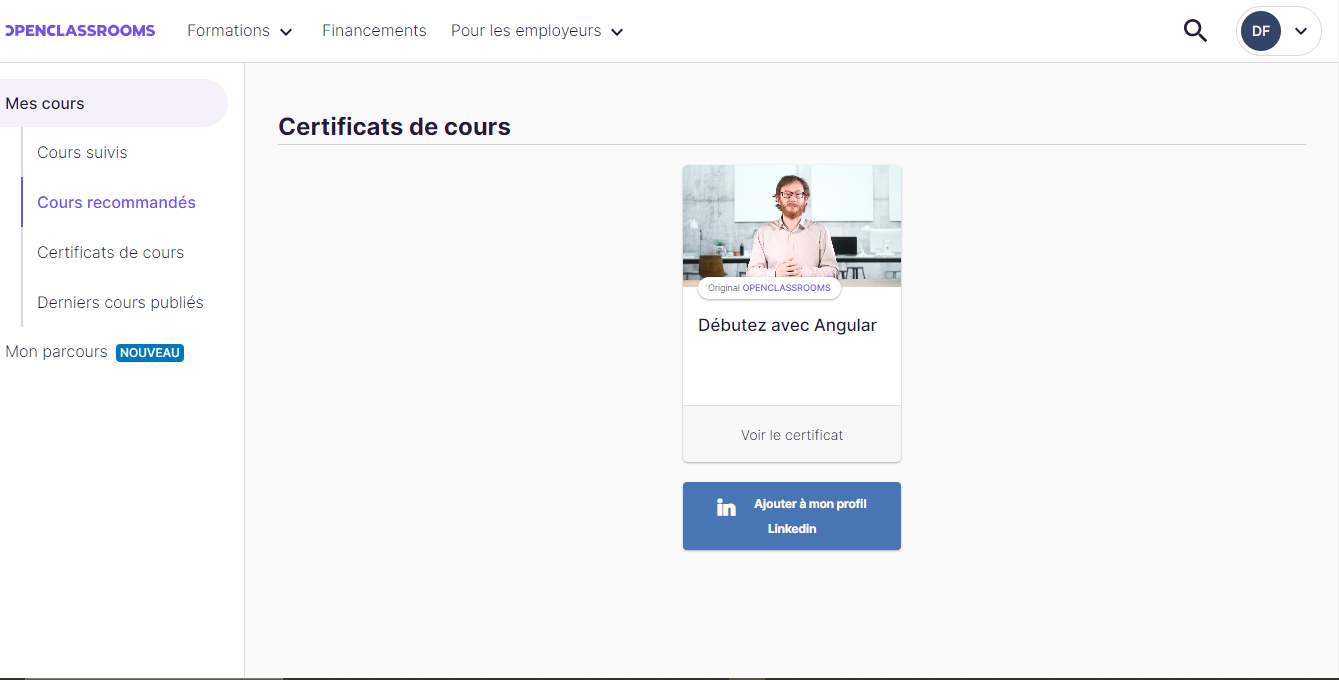 OPENCLASSROOMS
Formations
Financements
Pour les employeurs
DF
Mes cours
Cours suivis
Cours recommandés
Certificats de cours
Derniers cours publiés
Mon parcours NOUVEAU
Certificats de cours
Original OPENCLASSROOMS
Débutez avec Angular
Voir le certificat
in
Ajouter à mon profil
Linkedin